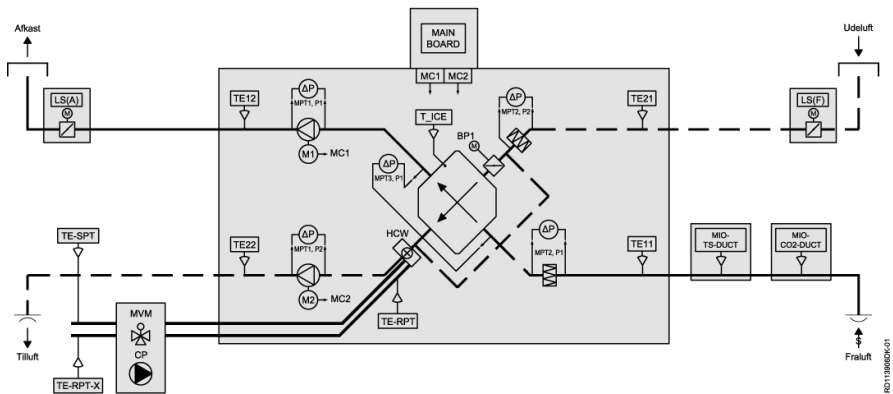 Afkast
MAIN
BOARD
Udeluft
MC1
MC2
LS(A)
M
TE12
ΔP
MPT1, P1
T_ICE
ΔP
MPT2, P2
TE21
LS(F)
M
BP1
M
M1
MC1
ΔP
MPT3, P1
HCW
TE-SPT
TE22
ΔP
MPT1, P2
ΔP
MPT2, P1
TE11
MIO-
TS-DUCT
MIO-
CO2-DUCT
M2
MC2
TE-RPT
MVM
CP
Tilluft
TE-RPT-X
S
Fraluft
RD113906DK-01